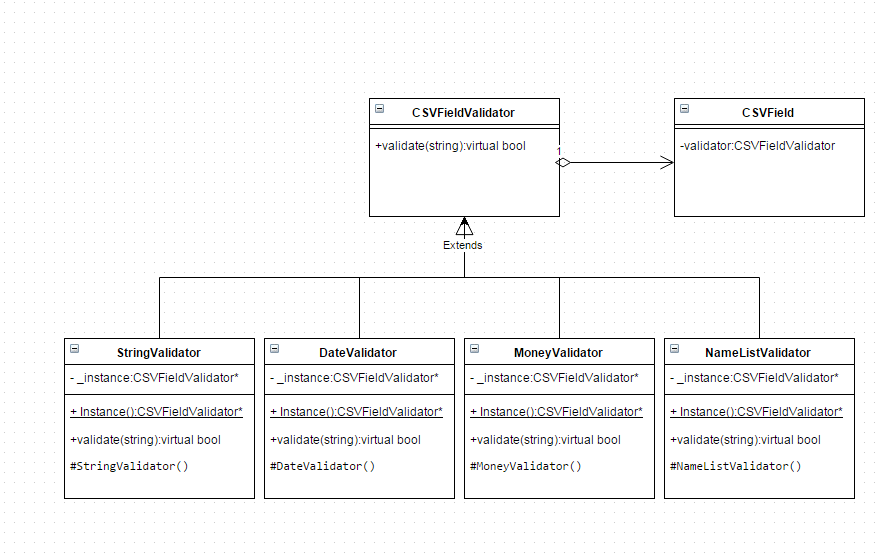 CSVFieldValidator
+validate(string):virtual bool
1
CSVField
-validator:CSVFieldValidator
Extends
StringValidator
- _instance:CSVFieldValidator*
+ Instance():CSVFieldValidator*
+validate(string):virtual bool
#StringValidator()
DateValidator
- _instance:CSVFieldValidator*
+ Instance():CSVFieldValidator*
+validate(string):virtual bool
#DateValidator()
MoneyValidator
- _instance:CSVFieldValidator*
+ Instance():CSVFieldValidator*
+validate(string):virtual bool
#MoneyValidator()
NameListValidator
- _instance:CSVFieldValidator*
+ Instance():CSVFieldValidator*
+validate(string):virtual bool
#NameListValidator()